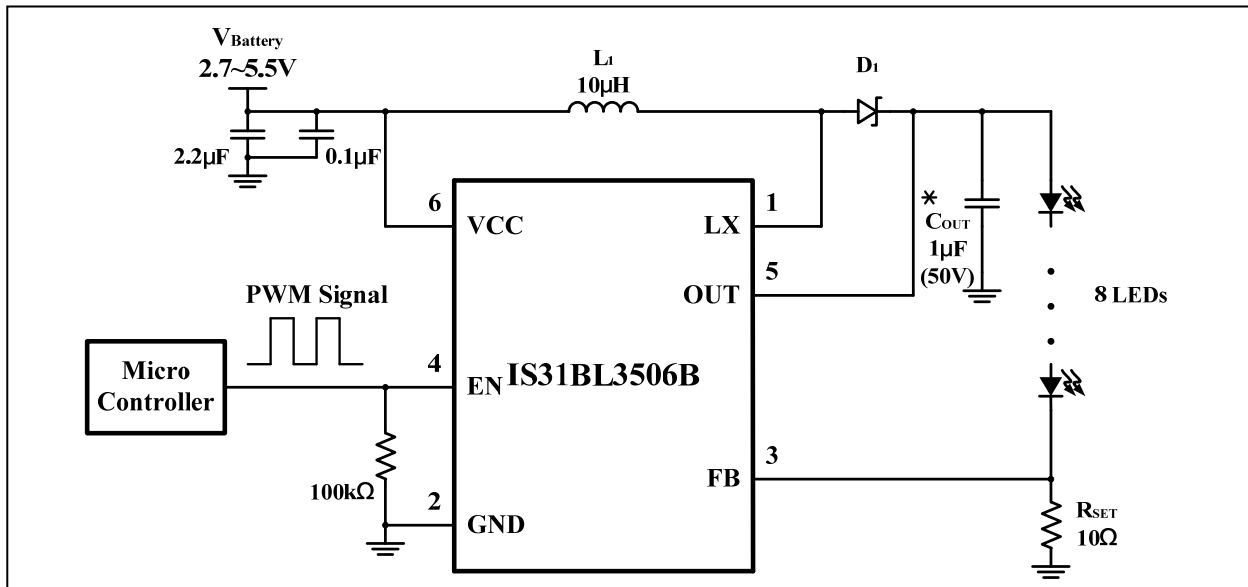 VBattery
2.7~5.5V
L1
10µH
D1
2.2µF
0.1µF
6
VCC
1
LX
*
COUT
1µF
(50V)
5
OUT
8 LEDs
PWM Signal
Micro
Controller
4
EN
IS31BL3506B
3
FB
100kΩ
2
GND
RSET
10Ω